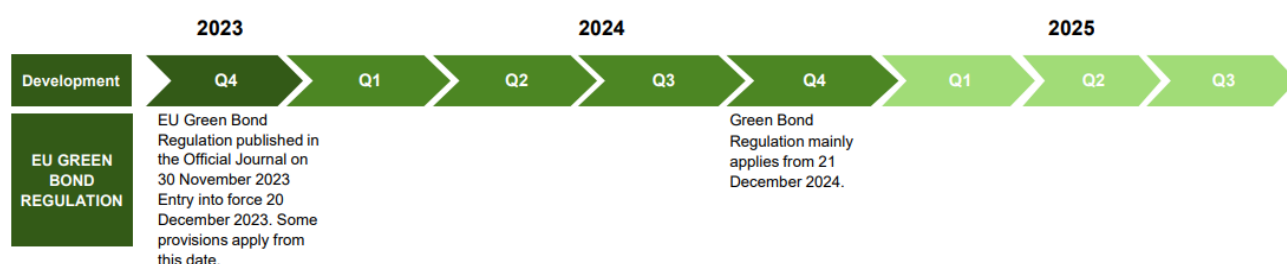 2023 2024 2025
Development Q4 Q1 Q2 Q3 Q4 Q1 Q2 Q3
EU GREEN
BOND
REGULATION
EU Green Bond
Regulation published in
the Official Journal on
30 November 2023
Entry into force 20
December 2023. Some
provisions apply from
this date.
Green Bond
Regulation mainly
applies from 21
December 2024.